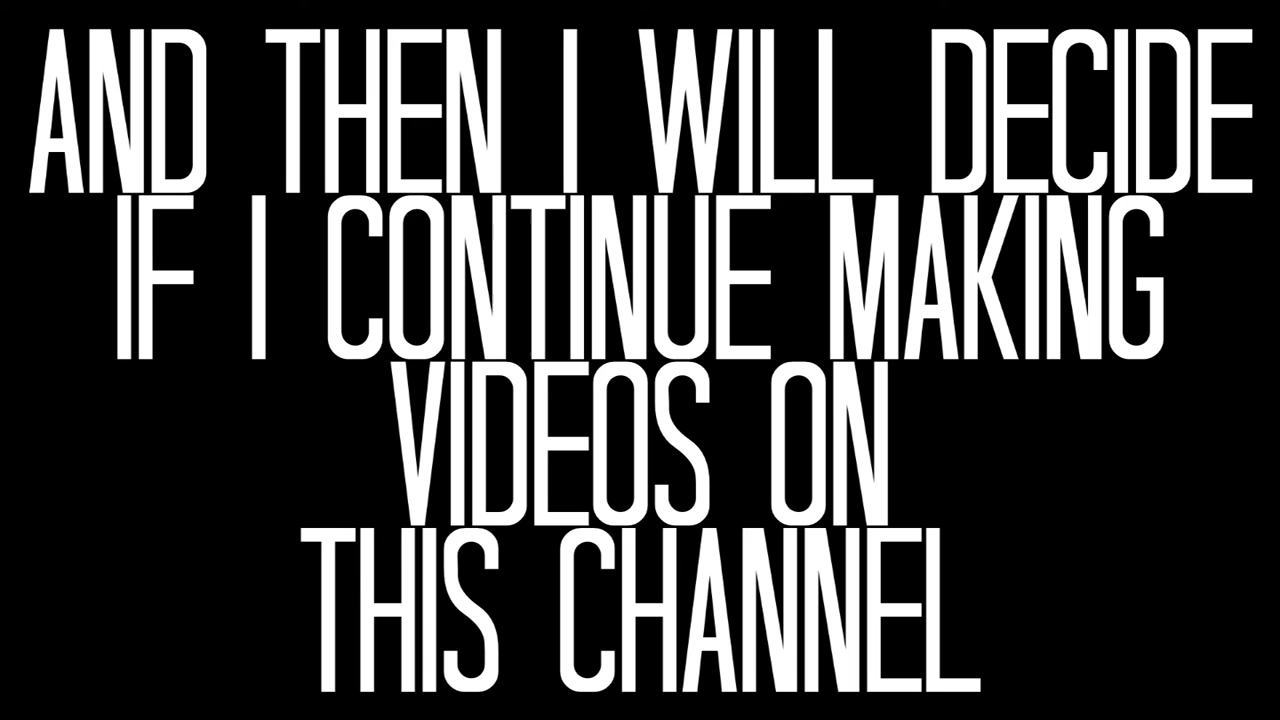 AND THEN I WILL DECIDE
IF I CONTINUE MAKING
VIDEOS ON
THIS CHANNEL